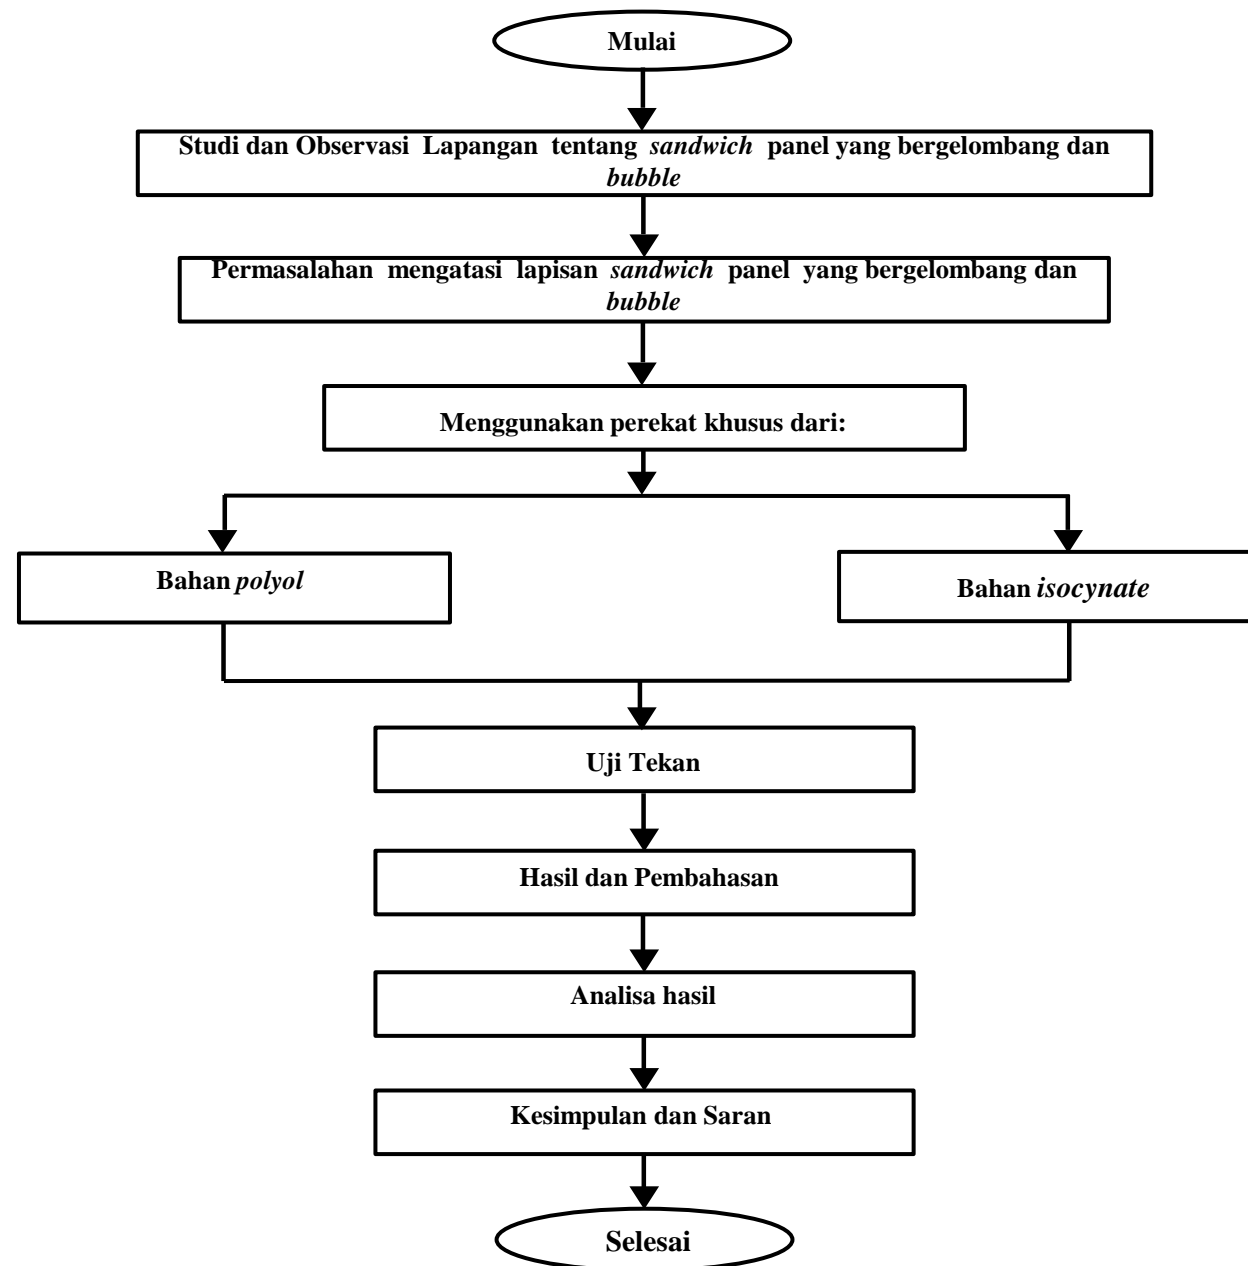 Mulai
Studi dan Observasi Lapangan tentang sandwich panel yang bergelombang dan
bubble
Permasalahan mengatasi lapisan sandwich panel yang bergelombang dan
bubble
Menggunakan perekat khusus dari:
Bahan polyol
Bahan isocynate
Uji Tekan
Hasil dan Pembahasan
Analisa hasil
Kesimpulan dan Saran
Selesai